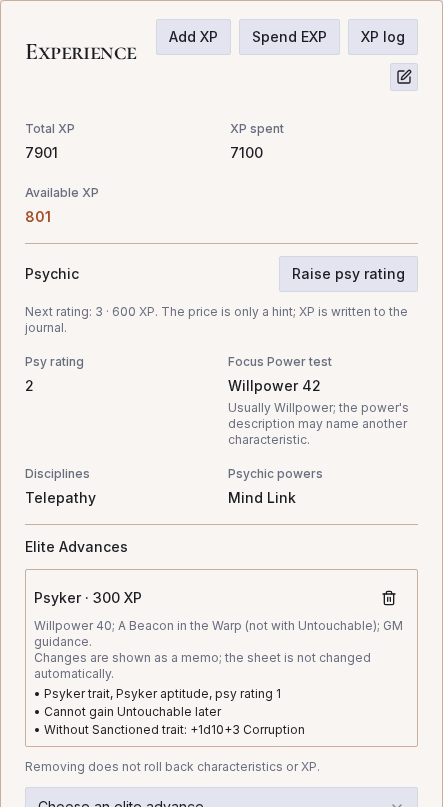 Experience
Add XP
Spend EXP
XP log
Total XP
XP spent
7901
7100
Available XP
801
Psychic
Raise psy rating
Next rating: 3 · 600 XP. The price is only a hint; XP is written to the
journal.
Psy rating
Focus Power test
2
Willpower 42
Usually Willpower; the power's
description may name another
characteristic.
Disciplines
Psychic powers
Telepathy
Mind Link
Elite Advances
Psyker · 300 XP
Willpower 40; A Beacon in the Warp (not with Untouchable); GM
guidance.
Changes are shown as a memo; the sheet is not changed
automatically.
• Psyker trait, Psyker aptitude, psy rating 1
• Cannot gain Untouchable later
• Without Sanctioned trait: +1d10+3 Corruption
Removing does not roll back characteristics or XP.
Choose an elite advance